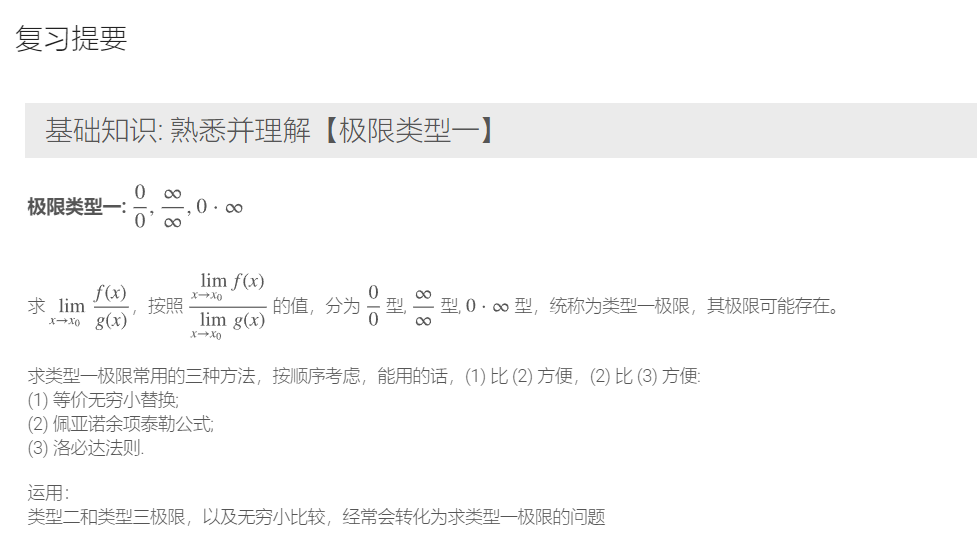 复习提要
基础知识: 熟悉并理解【极限类型一】
极限类型一: $\frac{0}{0}, \frac{\infty}{\infty}, 0 \cdot \infty$
求 $\lim_{x \to x_0} \frac{f(x)}{g(x)}$，按照 $\frac{\lim_{x \to x_0} f(x)}{\lim_{x \to x_0} g(x)}$ 的值，分为 $\frac{0}{0}$ 型, $\frac{\infty}{\infty}$ 型, $0 \cdot \infty$ 型，统称为类型一极限，其极限可能存在。
求类型一极限常用的三种方法，按顺序考虑，能用的话，(1) 比 (2) 方便，(2) 比 (3) 方便:
(1) 等价无穷小替换;
(2) 佩亚诺余项泰勒公式;
(3) 洛必达法则.
运用：
类型二和类型三极限，以及无穷小比较，经常会转化为求类型一极限的问题